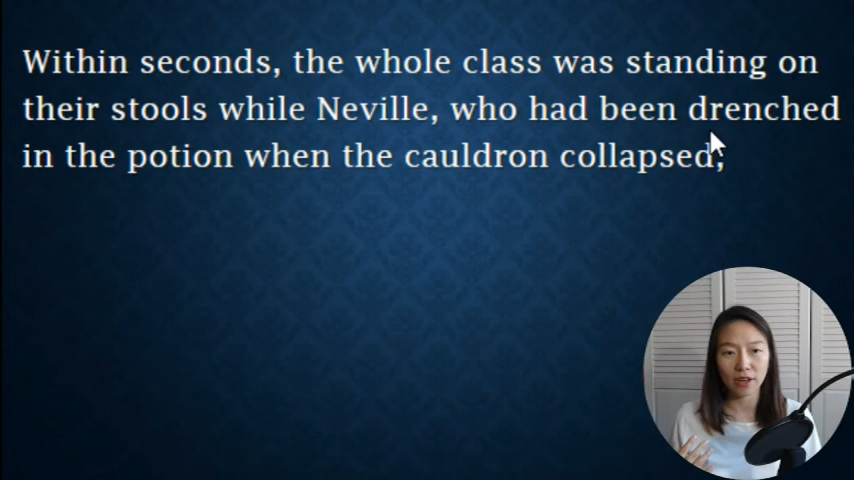 Within seconds, the whole class was standing on
their stools while Neville, who had been drenched
in the potion when the cauldron collapsed,